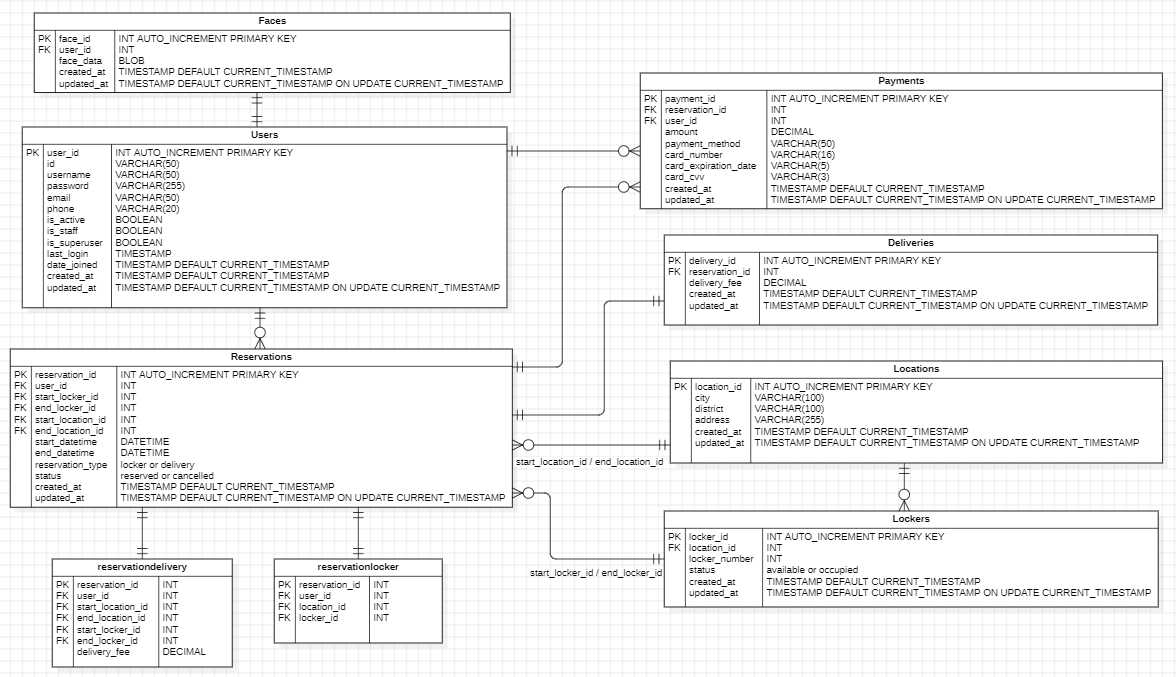 Faces
PK face_id INT AUTO_INCREMENT PRIMARY KEY
FK user_id INT
face_data BLOB
created_at TIMESTAMP DEFAULT CURRENT_TIMESTAMP
updated_at TIMESTAMP DEFAULT CURRENT_TIMESTAMP ON UPDATE CURRENT_TIMESTAMP
Payments
PK payment_id INT AUTO_INCREMENT PRIMARY KEY
FK reservation_id INT
FK user_id INT
amount DECIMAL
payment_method VARCHAR(50)
card_number VARCHAR(16)
card_expiration_date VARCHAR(5)
card_cvv VARCHAR(3)
created_at TIMESTAMP DEFAULT CURRENT_TIMESTAMP
updated_at TIMESTAMP DEFAULT CURRENT_TIMESTAMP ON UPDATE CURRENT_TIMESTAMP
Users
PK user_id INT AUTO_INCREMENT PRIMARY KEY
id VARCHAR(50)
username VARCHAR(50)
password VARCHAR(255)
email VARCHAR(50)
phone VARCHAR(20)
is_active BOOLEAN
is_staff BOOLEAN
is_superuser BOOLEAN
last_login TIMESTAMP
date_joined TIMESTAMP DEFAULT CURRENT_TIMESTAMP
created_at TIMESTAMP DEFAULT CURRENT_TIMESTAMP
updated_at TIMESTAMP DEFAULT CURRENT_TIMESTAMP ON UPDATE CURRENT_TIMESTAMP
Deliveries
PK delivery_id INT AUTO_INCREMENT PRIMARY KEY
FK reservation_id INT
delivery_fee DECIMAL
created_at TIMESTAMP DEFAULT CURRENT_TIMESTAMP
updated_at TIMESTAMP DEFAULT CURRENT_TIMESTAMP ON UPDATE CURRENT_TIMESTAMP
Reservations
PK reservation_id INT AUTO_INCREMENT PRIMARY KEY
FK user_id INT
FK start_locker_id INT
FK end_locker_id INT
FK start_location_id INT
FK end_location_id INT
start_datetime DATETIME
end_datetime DATETIME
reservation_type locker or delivery
status reserved or cancelled
created_at TIMESTAMP DEFAULT CURRENT_TIMESTAMP
updated_at TIMESTAMP DEFAULT CURRENT_TIMESTAMP ON UPDATE CURRENT_TIMESTAMP
Locations
PK location_id INT AUTO_INCREMENT PRIMARY KEY
city VARCHAR(100)
district VARCHAR(100)
address VARCHAR(255)
created_at TIMESTAMP DEFAULT CURRENT_TIMESTAMP
updated_at TIMESTAMP DEFAULT CURRENT_TIMESTAMP ON UPDATE CURRENT_TIMESTAMP
start_location_id / end_location_id
Lockers
PK locker_id INT AUTO_INCREMENT PRIMARY KEY
FK location_id INT
locker_number INT
status available or occupied
created_at TIMESTAMP DEFAULT CURRENT_TIMESTAMP
updated_at TIMESTAMP DEFAULT CURRENT_TIMESTAMP ON UPDATE CURRENT_TIMESTAMP
start_locker_id / end_locker_id
reservationdelivery
PK reservation_id INT
FK user_id INT
FK start_location_id INT
FK end_location_id INT
FK start_locker_id INT
FK end_locker_id INT
delivery_fee DECIMAL
reservationlocker
PK reservation_id INT
FK user_id INT
FK location_id INT
FK locker_id INT